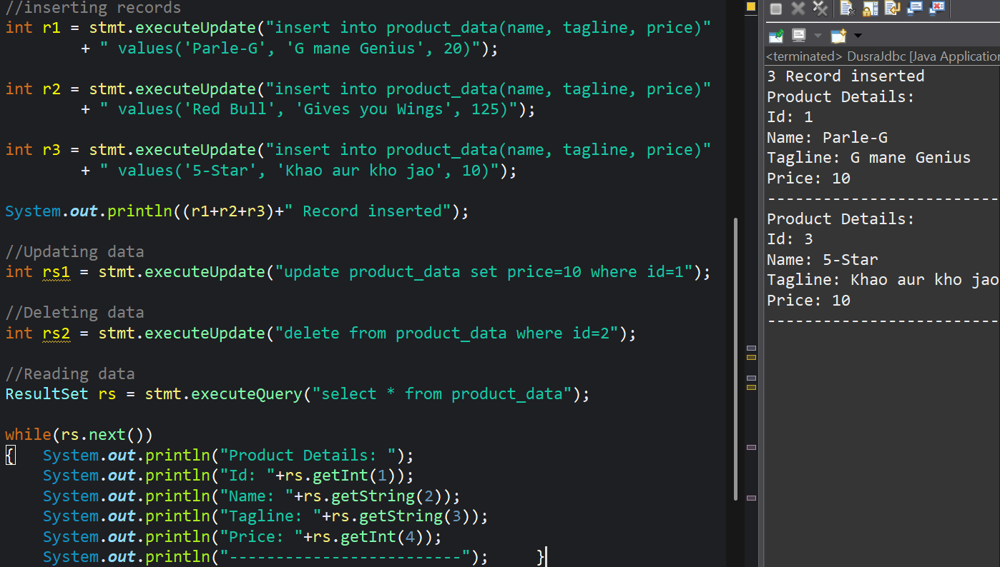 //inserting records
int r1 = stmt.executeUpdate("insert into product_data(name, tagline, price)"
+ " values('Parle-G', 'G mane Genius', 20)");
int r2 = stmt.executeUpdate("insert into product_data(name, tagline, price)"
+ " values('Red Bull', 'Gives you Wings', 125)");
int r3 = stmt.executeUpdate("insert into product_data(name, tagline, price)"
+ " values('5-Star', 'Khao aur kho jao', 10)");
System.out.println((r1+r2+r3)+" Record inserted");
//Updating data
int rs1 = stmt.executeUpdate("update product_data set price=10 where id=1");
//Deleting data
int rs2 = stmt.executeUpdate("delete from product_data where id=2");
//Reading data
ResultSet rs = stmt.executeQuery("select * from product_data");
while(rs.next())
{ System.out.println("Product Details: ");
System.out.println("Id: "+rs.getInt(1));
System.out.println("Name: "+rs.getString(2));
System.out.println("Tagline: "+rs.getString(3));
System.out.println("Price: "+rs.getInt(4));
System.out.println("-------------------------"); }
<terminated> DusraJdbc [Java Application
3 Record inserted
Product Details:
Id: 1
Name: Parle-G
Tagline: G mane Genius
Price: 10
-------------------------
Product Details:
Id: 3
Name: 5-Star
Tagline: Khao aur kho jao
Price: 10
-------------------------